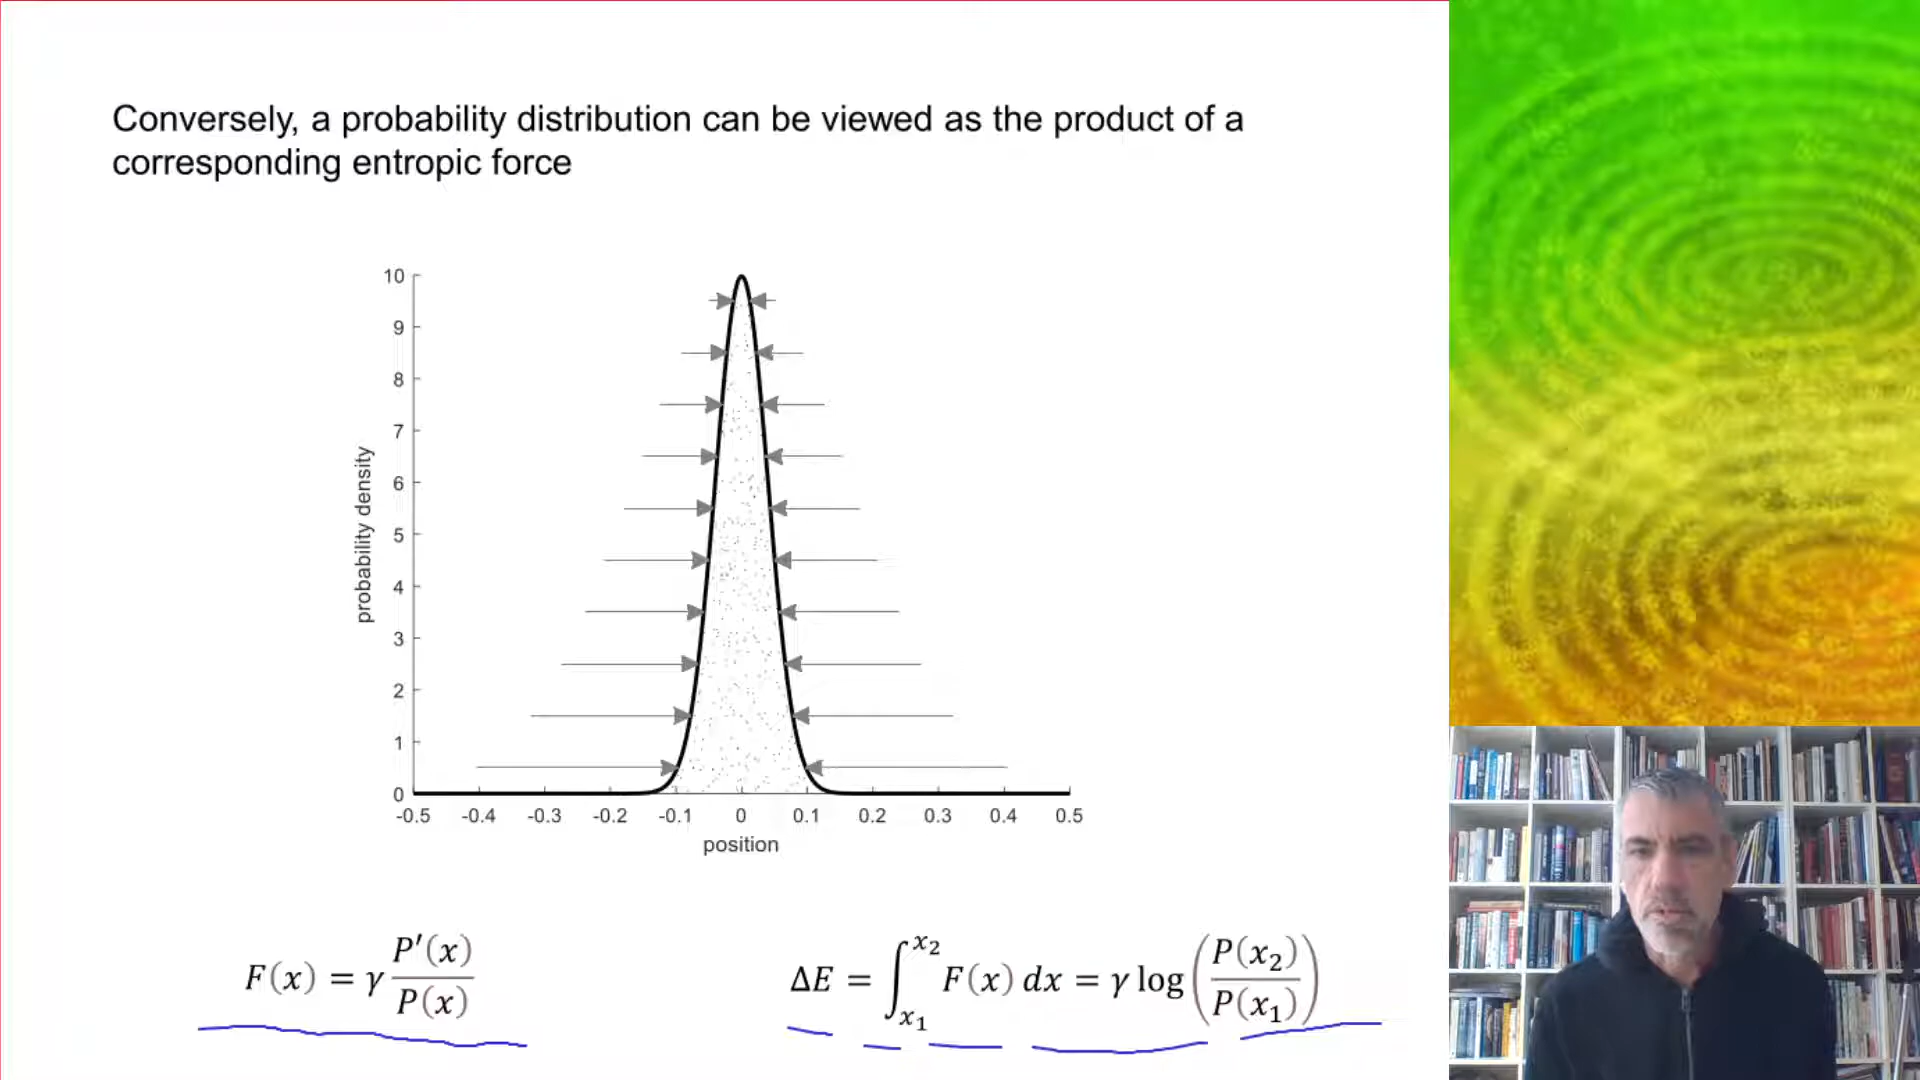 Conversely, a probability distribution can be viewed as the product of a
corresponding entropic force
10
9
8
7
6
5
4
3
2
1
0
probability density
-0.5 -0.4 -0.3 -0.2 -0.1 0 0.1 0.2 0.3 0.4 0.5
position
F(x) = γ P′(x) / P(x)
ΔE = ∫_{x₁}^{x₂} F(x) dx = γ log(P(x₂) / P(x₁))